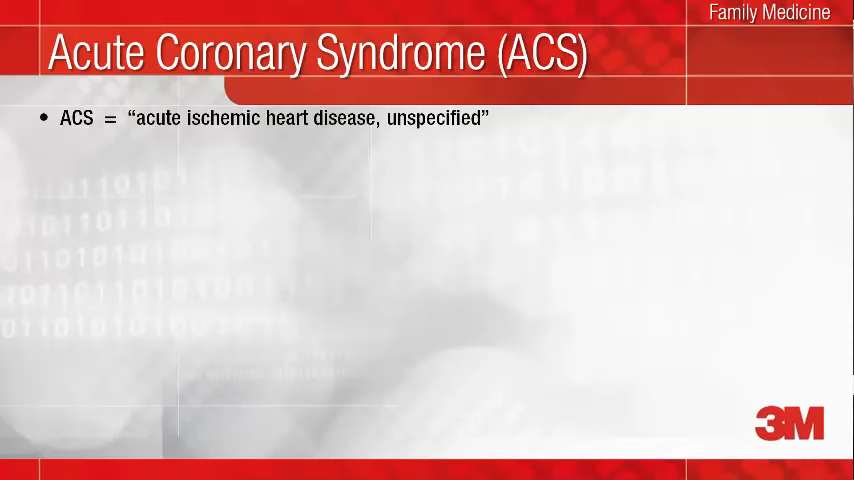 Family Medicine
Acute Coronary Syndrome (ACS)
• ACS = “acute ischemic heart disease, unspecified”
3M